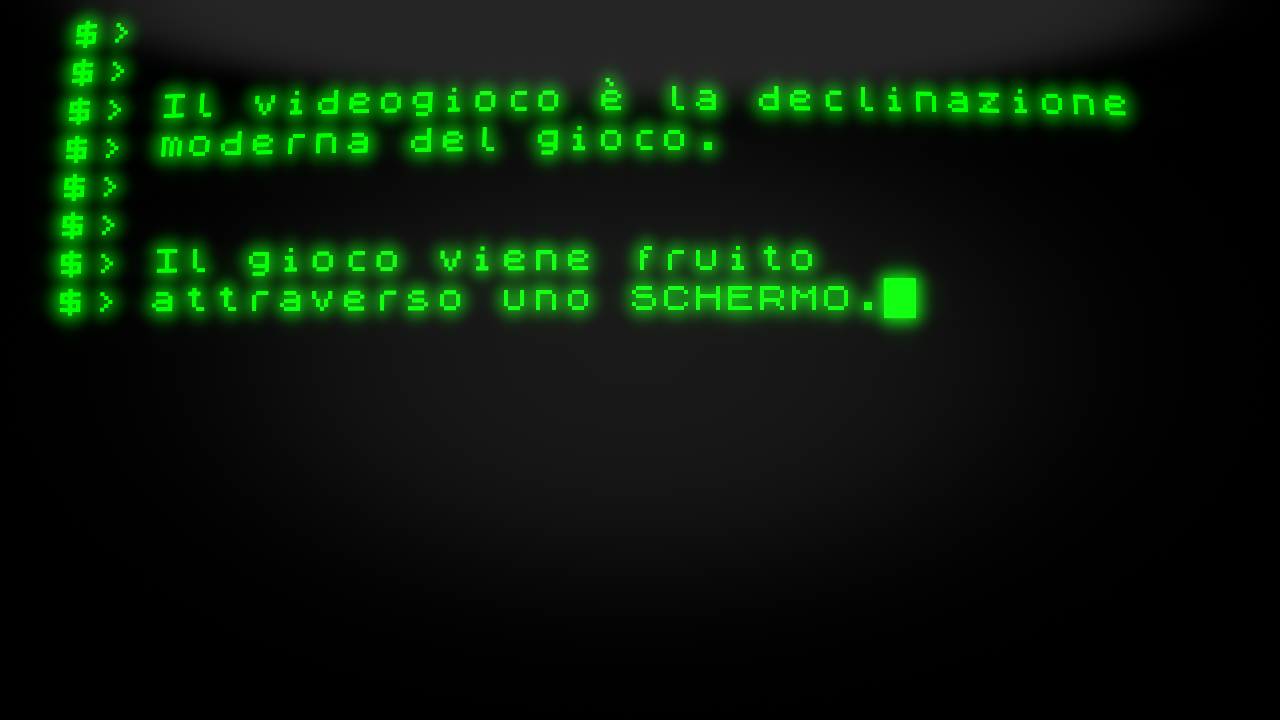 $ >
$ >
$ > Il videogioco è la declinazione
$ > moderna del gioco.
$ >
$ >
$ > Il gioco viene fruito
$ > attraverso uno SCHERMO.